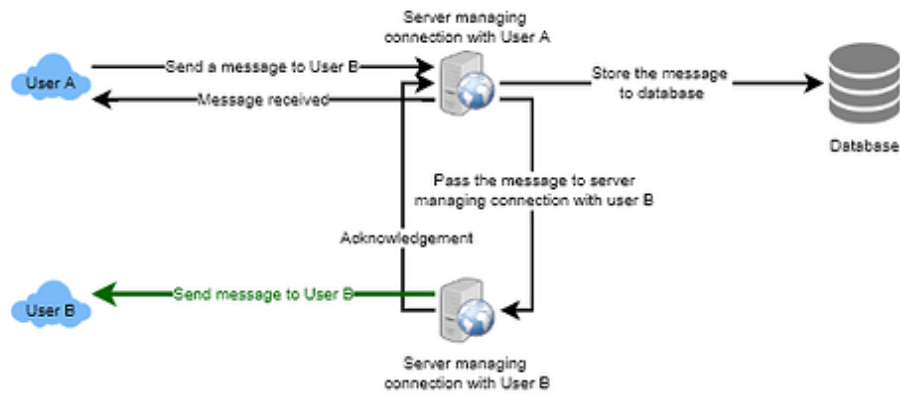 Server managing
connection with User A
User A
Send a message to User B
Message received
Store the message
to database
Database
Pass the message to server
managing connection with user B
Acknowledgement
Send message to User B
User B
Server managing
connection with User B